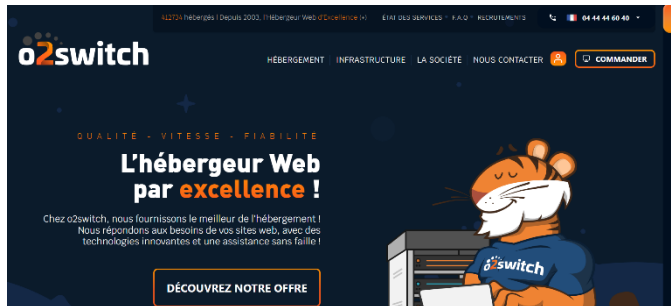 412734 hébergés | Depuis 2003, l'Hébergeur Web d'Excellence (») ETAT DES SERVICES F.A.Q RECRUTEMENTS 04 44 44 60 40
o2switch HÉBERGEMENT INFRASTRUCTURE LA SOCIÉTÉ NOUS CONTACTER COMMANDER
QUALITÉ - VITESSE - FIABILITÉ
L'hébergeur Web
par excellence !
Chez o2switch, nous fournissons le meilleur de l'hébergement !
Nous répondons aux besoins de vos sites web, avec des
technologies innovantes et une assistance sans faille !
o2switch
DÉCOUVREZ NOTRE OFFRE